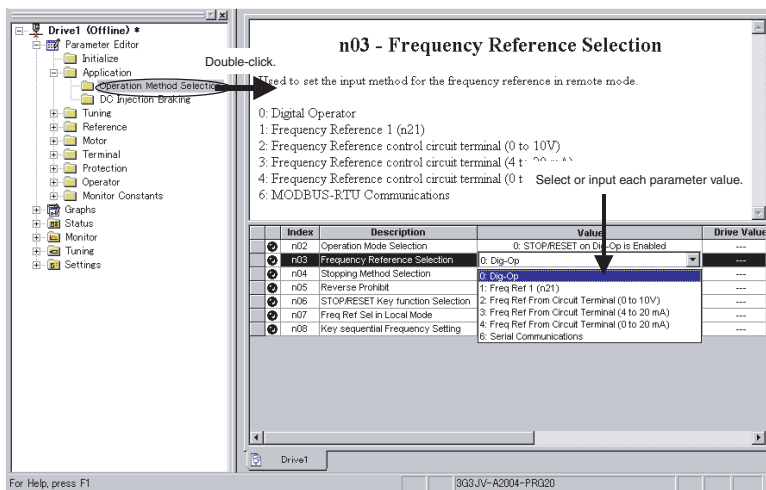 Drive1 (Offline) *
Parameter Editor
Initialize
Application
Operation Method Selection
DC Injection Braking
Tuning
Reference
Motor
Terminal
Protection
Operator
Monitor Constants
Graphs
Status
Monitor
Tuning
Settings
Double-click.
n03 - Frequency Reference Selection
Used to set the input method for the frequency reference in remote mode.
0: Digital Operator
1: Frequency Reference 1 (n21)
2: Frequency Reference control circuit terminal (0 to 10V)
3: Frequency Reference control circuit terminal (4 to 20 mA)
4: Frequency Reference control circuit terminal (0 t
6: MODBUS-RTU Communications
Select or input each parameter value.
Index Description Value Drive Value
n02 Operation Mode Selection 0: STOP/RESET on Dig-Op is Enabled ---
n03 Frequency Reference Selection 0: Dig-Op
n04 Stopping Method Selection 0: Dig-Op ---
n05 Reverse Prohibit 1: Freq Ref 1 (n21) ---
n06 STOP/RESET Key function Selection 2: Freq Ref From Circuit Terminal (0 to 10V) ---
n07 Freq Ref Sel in Local Mode 3: Freq Ref From Circuit Terminal (4 to 20 mA) ---
n08 Key sequential Frequency Setting 4: Freq Ref From Circuit Terminal (0 to 20 mA) ---
6: Serial Communications
Drive1
For Help, press F1
3G3JV-A2004-PRG20